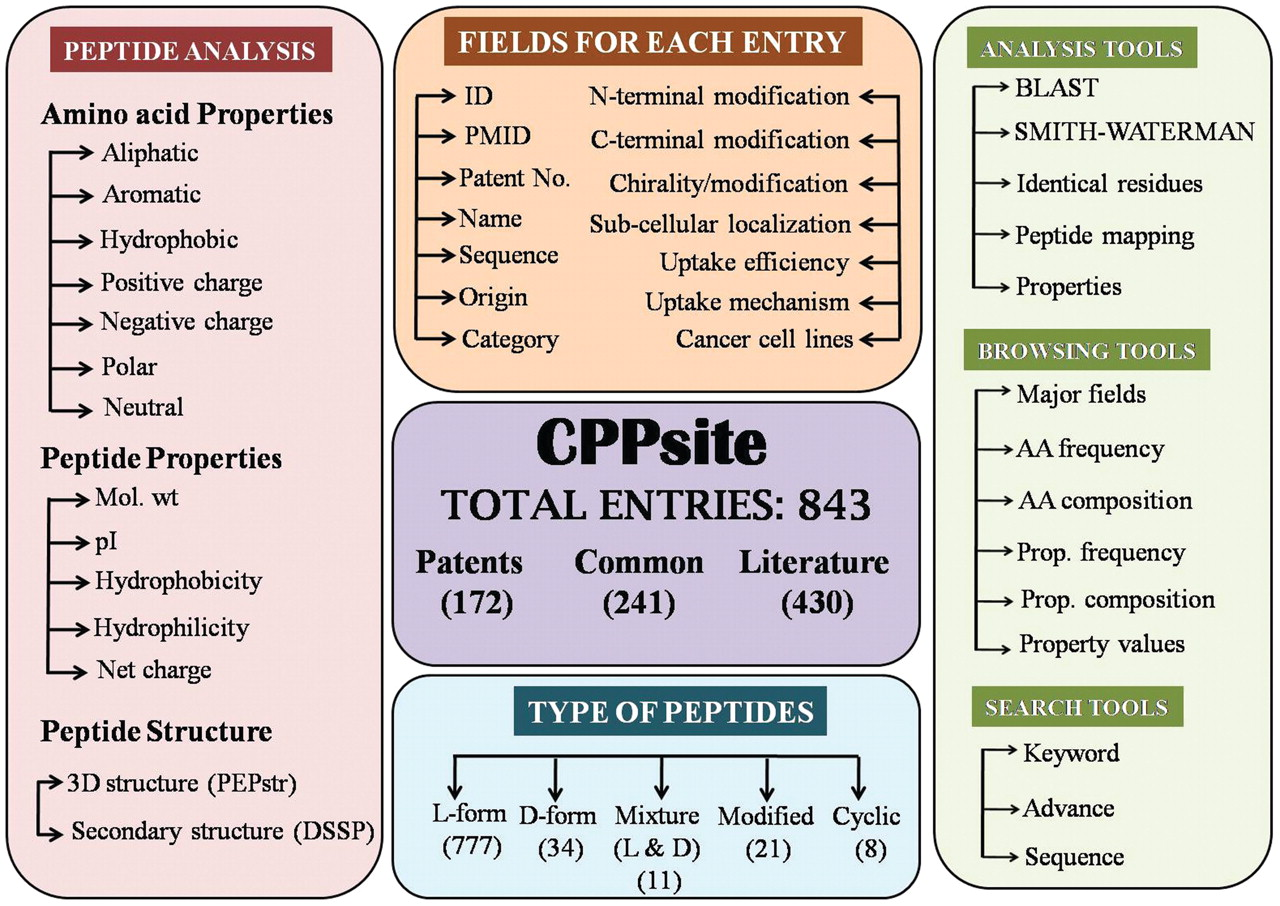 PEPTIDE ANALYSIS
Amino acid Properties
Aliphatic
Aromatic
Hydrophobic
Positive charge
Negative charge
Polar
Neutral
Peptide Properties
Mol. wt
pI
Hydrophobicity
Hydrophilicity
Net charge
Peptide Structure
3D structure (PEPstr)
Secondary structure (DSSP)
FIELDS FOR EACH ENTRY
ID
PMID
Patent No.
Name
Sequence
Origin
Category
N-terminal modification
C-terminal modification
Chirality/modification
Sub-cellular localization
Uptake efficiency
Uptake mechanism
Cancer cell lines
CPPsite
TOTAL ENTRIES: 843
Patents Common Literature
(172) (241) (430)
TYPE OF PEPTIDES
L-form D-form Mixture Modified Cyclic
(777) (34) (L & D) (21) (8)
(11)
ANALYSIS TOOLS
BLAST
SMITH-WATERMAN
Identical residues
Peptide mapping
Properties
BROWSING TOOLS
Major fields
AA frequency
AA composition
Prop. frequency
Prop. composition
Property values
SEARCH TOOLS
Keyword
Advance
Sequence